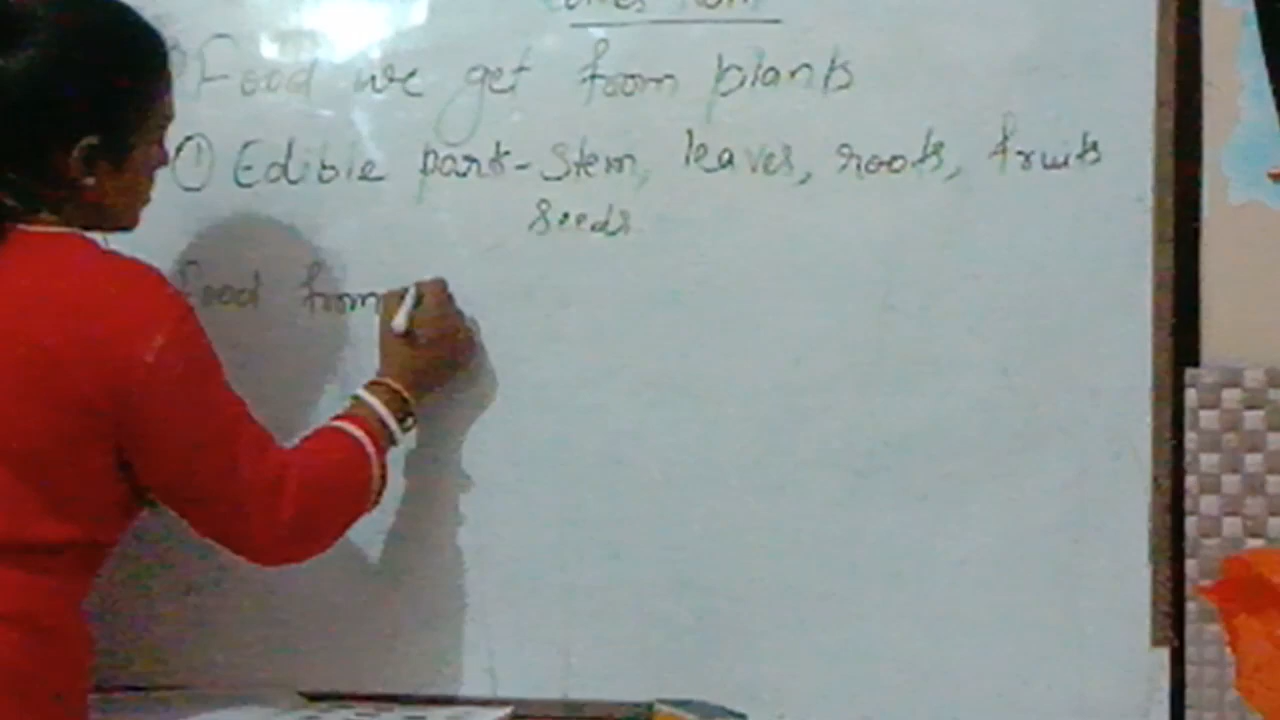 Food we get from plants
① Edible part-Stem, leaves, roots, fruits
seeds
food from